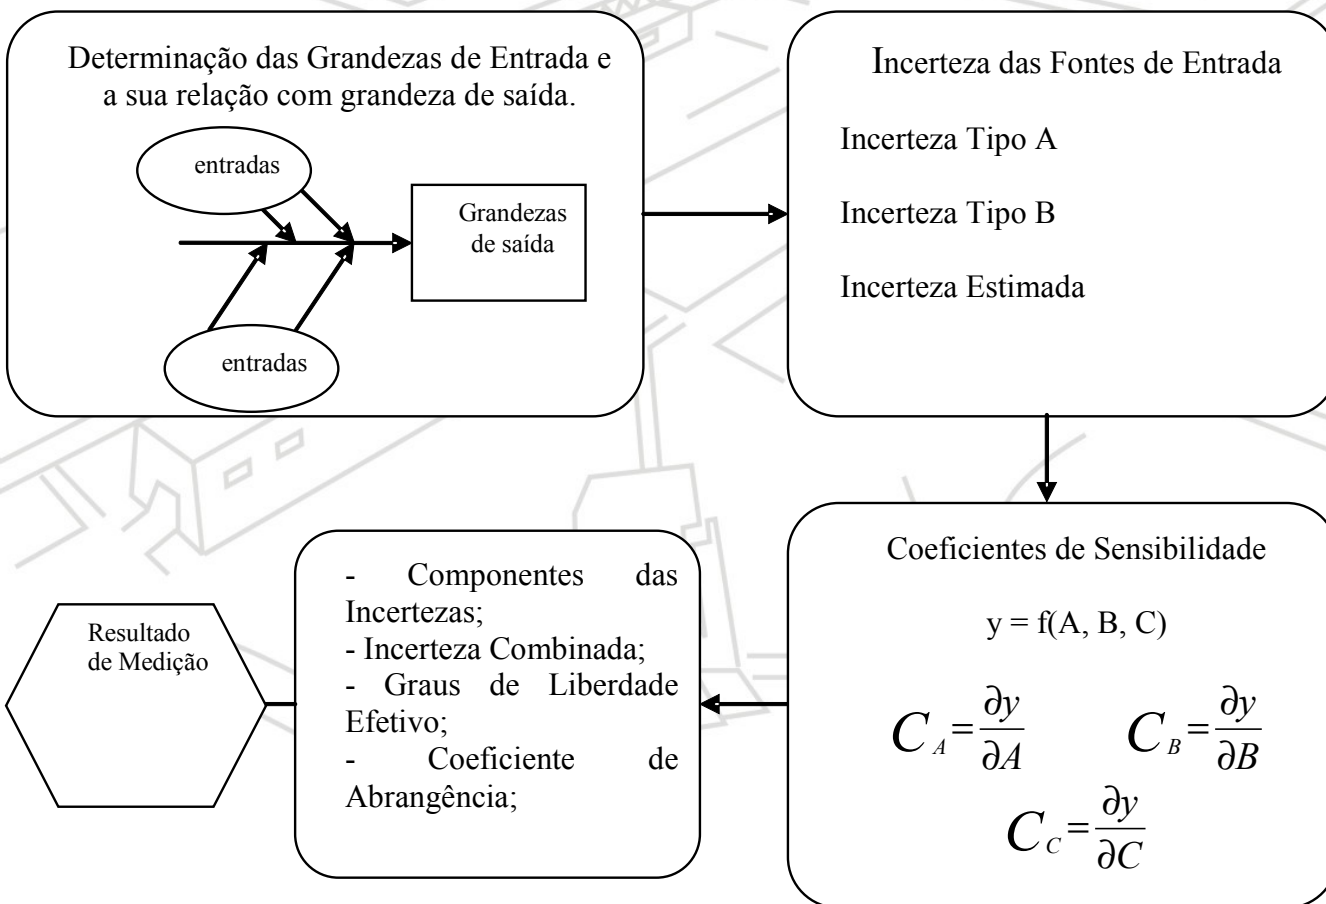 Determinação das Grandezas de Entrada e
a sua relação com grandeza de saída.
entradas
Grandezas
de saída
entradas
Incerteza das Fontes de Entrada
Incerteza Tipo A
Incerteza Tipo B
Incerteza Estimada
Coeficientes de Sensibilidade
y = f(A, B, C)
C_A = ∂y/∂A   C_B = ∂y/∂B
C_C = ∂y/∂C
- Componentes das
Incertezas;
- Incerteza Combinada;
- Graus de Liberdade
Efetivo;
- Coeficiente de
Abrangência;
Resultado
de Medição